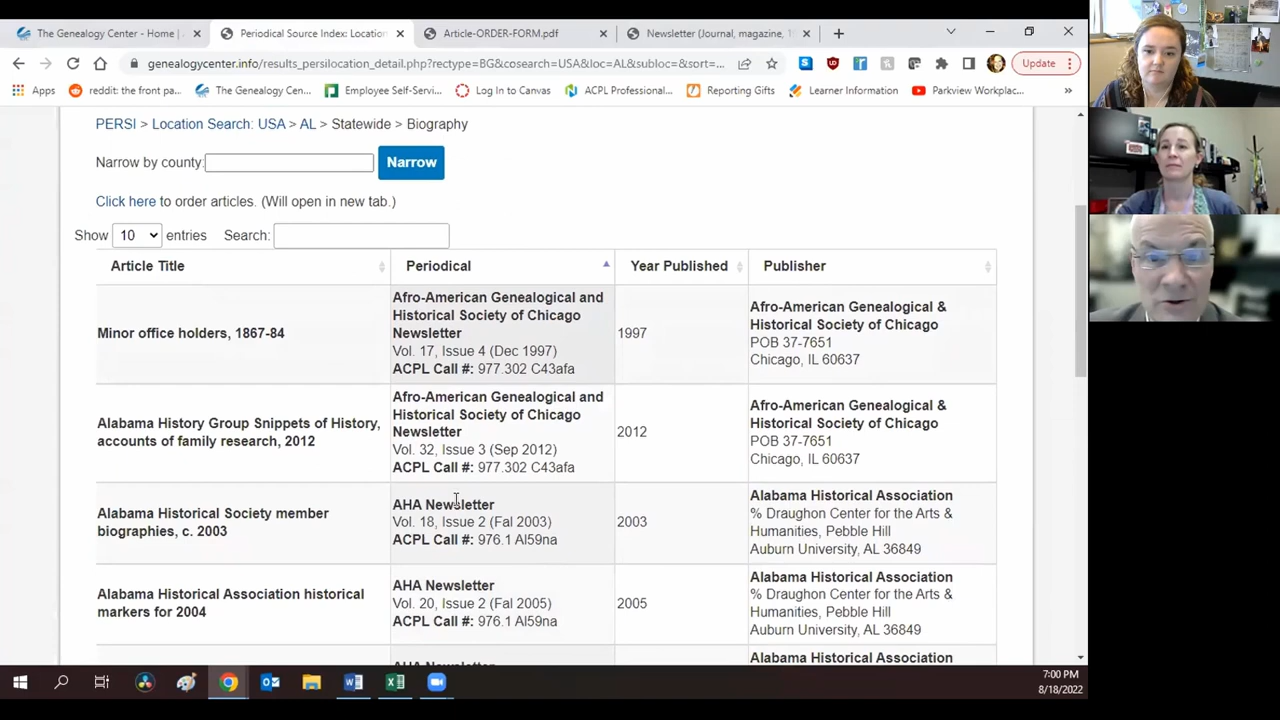 The Genealogy Center - Home |
Periodical Source Index: Location
Article-ORDER-FORM.pdf
Newsletter (Journal, magazine, 1
genealogycenter.info/results_persilocation_detail.php?rectype=BG&cosearch=USA&loc=AL&subloc=&sort=...
Update
Apps
reddit: the front pa...
The Genealogy Cen...
Employee Self-Servi...
Log In to Canvas
ACPL Professional...
Reporting Gifts
Learner Information
Parkview Workplac...
PERSI > Location Search: USA > AL > Statewide > Biography
Narrow by county:
Narrow
Click here to order articles. (Will open in new tab.)
Show 10 entries Search:
Article Title
Periodical
Year Published
Publisher
Minor office holders, 1867-84
Afro-American Genealogical and
Historical Society of Chicago
Newsletter
Vol. 17, Issue 4 (Dec 1997)
ACPL Call #: 977.302 C43afa
1997
Afro-American Genealogical &
Historical Society of Chicago
POB 37-7651
Chicago, IL 60637
Alabama History Group Snippets of History,
accounts of family research, 2012
Afro-American Genealogical and
Historical Society of Chicago
Newsletter
Vol. 32, Issue 3 (Sep 2012)
ACPL Call #: 977.302 C43afa
2012
Afro-American Genealogical &
Historical Society of Chicago
POB 37-7651
Chicago, IL 60637
Alabama Historical Society member
biographies, c. 2003
AHA Newsletter
Vol. 18, Issue 2 (Fal 2003)
ACPL Call #: 976.1 Al59na
2003
Alabama Historical Association
% Draughon Center for the Arts &
Humanities, Pebble Hill
Auburn University, AL 36849
Alabama Historical Association historical
markers for 2004
AHA Newsletter
Vol. 20, Issue 2 (Fal 2005)
ACPL Call #: 976.1 Al59na
2005
Alabama Historical Association
% Draughon Center for the Arts &
Humanities, Pebble Hill
Auburn University, AL 36849
AHA Newsletter
Alabama Historical Association
7:00 PM
8/18/2022